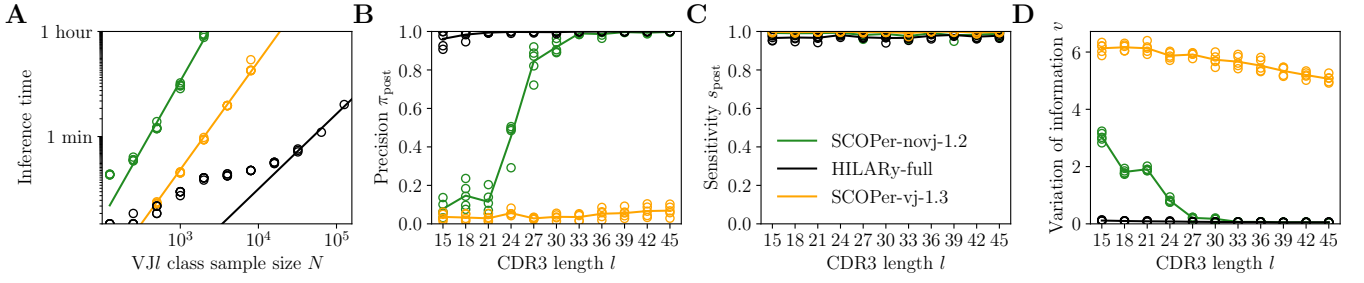 A
1 hour
1 min
Inference time
10³
10⁴
10⁵
VJl class sample size N
B
1.0
0.8
0.6
0.4
0.2
0.0
Precision π_post
15 18 21 24 27 30 33 36 39 42 45
CDR3 length l
C
1.0
0.8
0.6
0.4
0.2
0.0
Sensitivity s_post
SCOPer-novj-1.2
HILARy-full
SCOPer-vj-1.3
15 18 21 24 27 30 33 36 39 42 45
CDR3 length l
D
6
4
2
0
Variation of information v
15 18 21 24 27 30 33 36 39 42 45
CDR3 length l